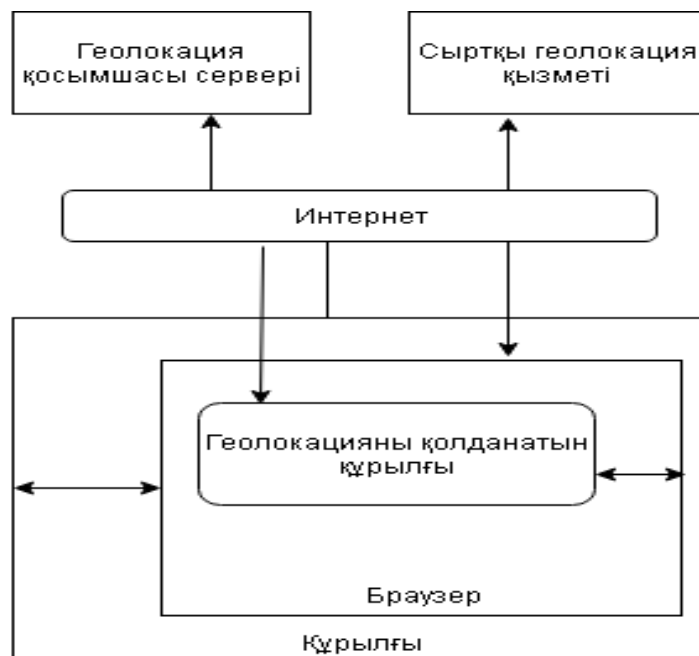 Геолокация
қосымшасы сервері
Сыртқы геолокация
қызметі
Интернет
Геолокацияны қолданатын
құрылғы
Браузер
Құрылғы